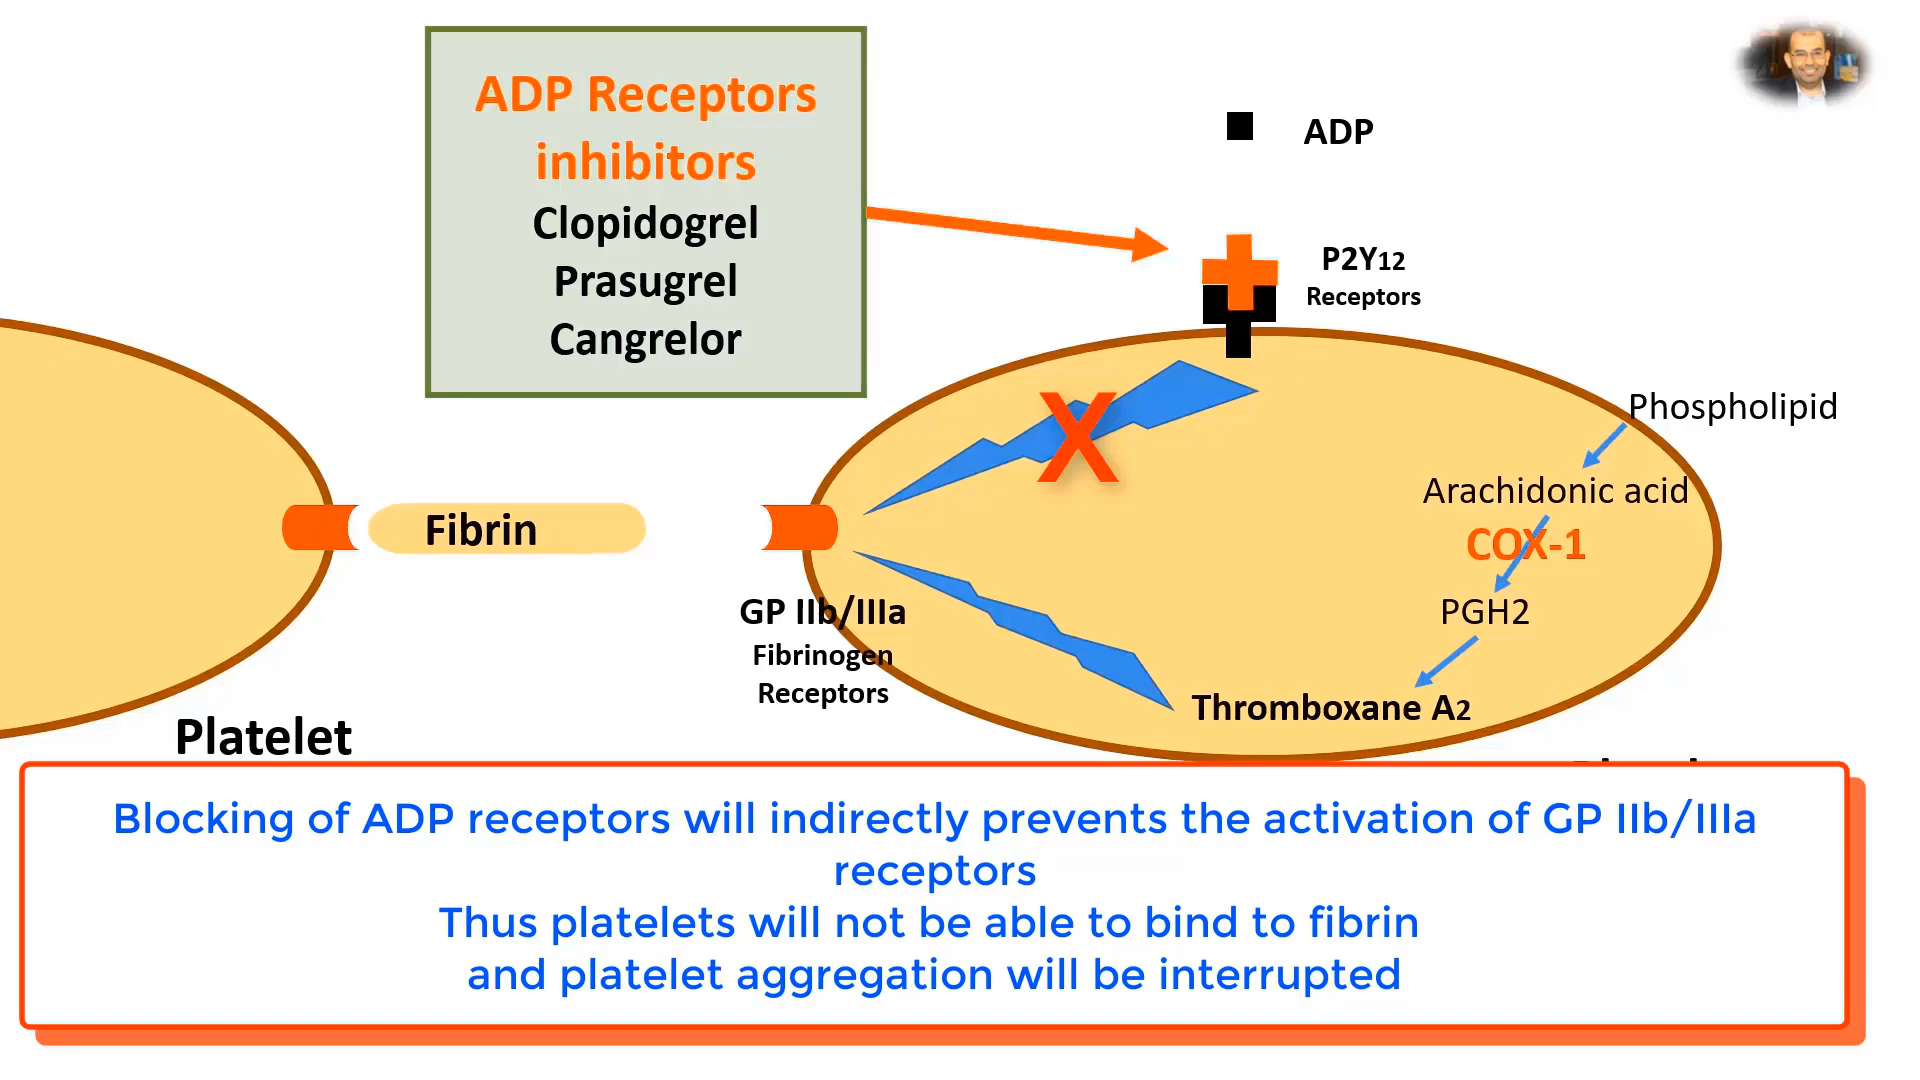 ADP Receptors
inhibitors
Clopidogrel
Prasugrel
Cangrelor
ADP
P2Y12
Receptors
Phospholipid
Arachidonic acid
COX-1
PGH2
Thromboxane A2
Fibrin
GP IIb/IIIa
Fibrinogen
Receptors
Platelet
Blocking of ADP receptors will indirectly prevents the activation of GP IIb/IIIa
receptors
Thus platelets will not be able to bind to fibrin
and platelet aggregation will be interrupted